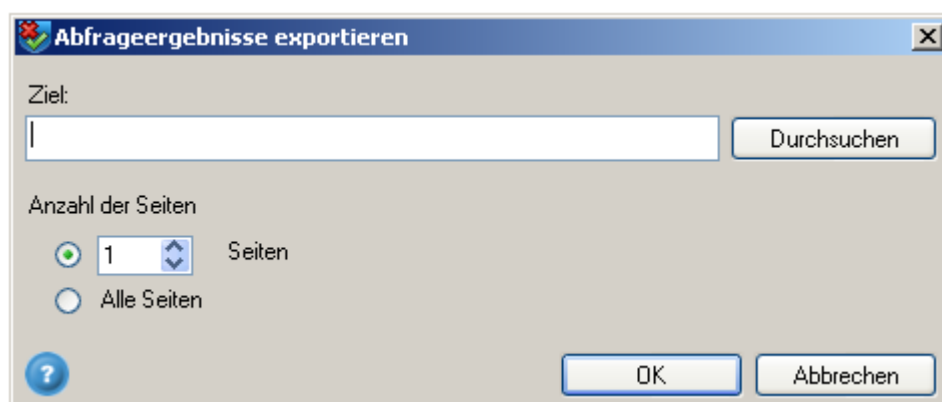 Abfrageergebnisse exportieren
Ziel:
Durchsuchen
Anzahl der Seiten
1 Seiten
Alle Seiten
? OK Abbrechen